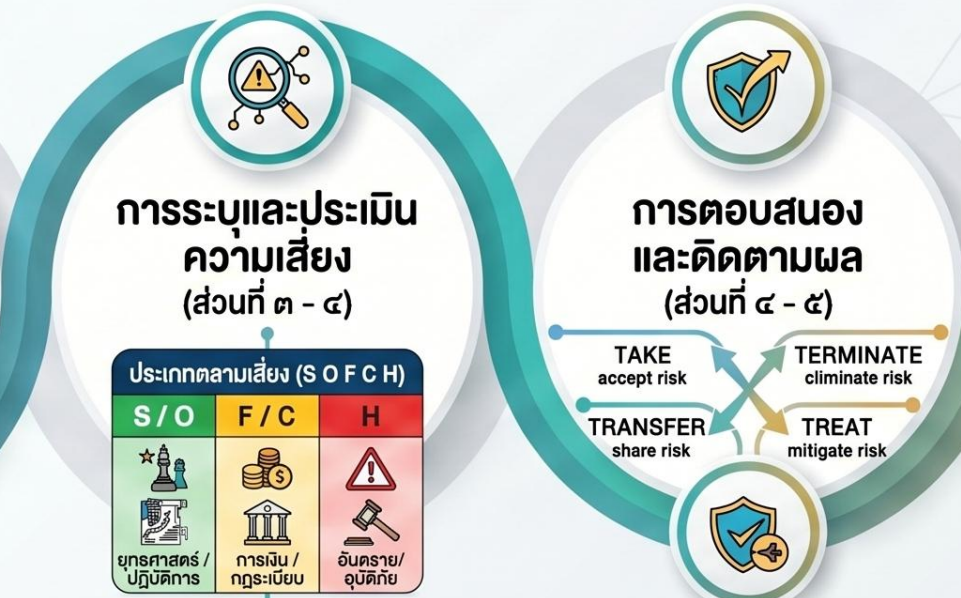 การระบุและประเมิน
ความเสี่ยง
(ส่วนที่ ๓ - ๔)
ประเภทตลามเสี่ยง (S O F C H)
S / O
F / C
H
ยุทธศาสตร์ /
ปฏิบัติการ
การเงิน /
กฎระเบียบ
อันตราย/
อุบัติภัย
การตอบสนอง
และติดตามผล
(ส่วนที่ ๔ - ๕)
TAKE
accept risk
TERMINATE
climinate risk
TRANSFER
share risk
TREAT
mitigate risk